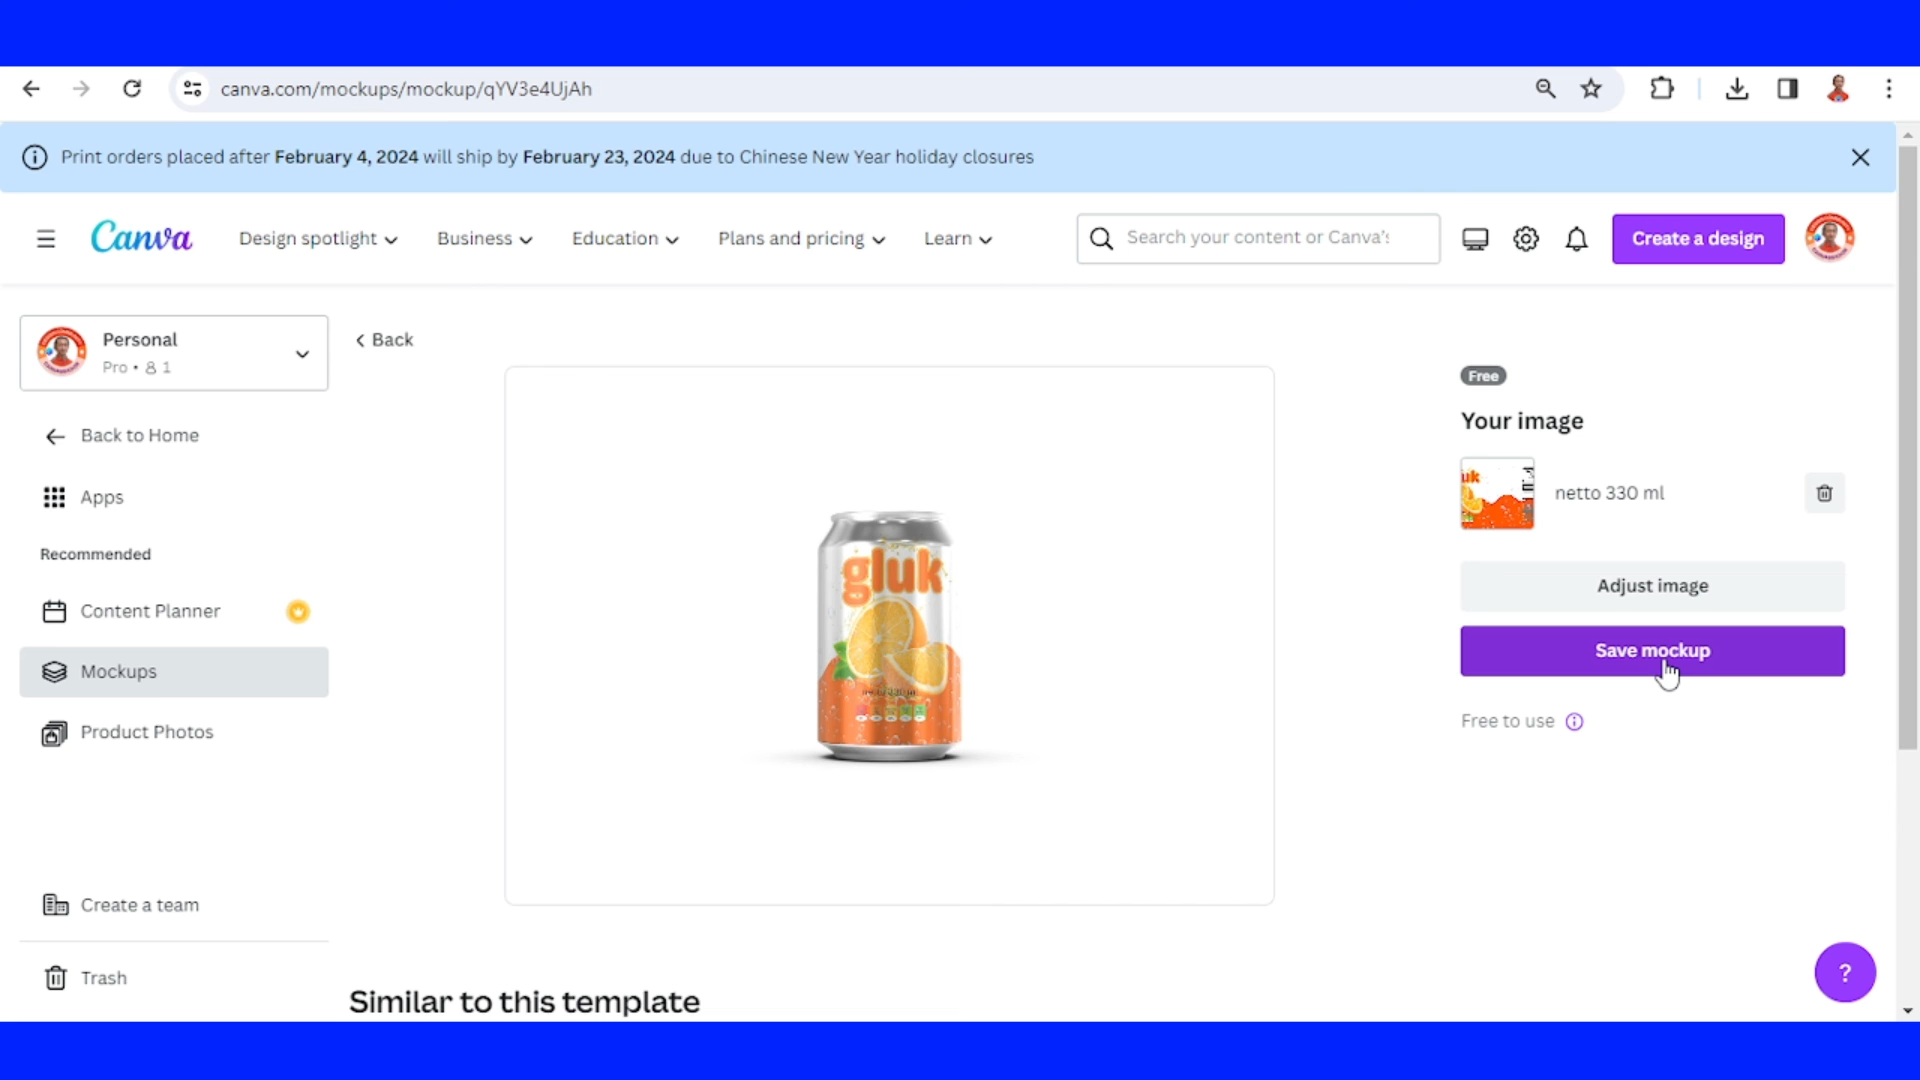 canva.com/mockups/mockup/qYV3e4UjAh
Print orders placed after February 4, 2024 will ship by February 23, 2024 due to Chinese New Year holiday closures
Canva
Design spotlight
Business
Education
Plans and pricing
Learn
Search your content or Canva's
Create a design
Personal
Pro • 1
Back to Home
Apps
Recommended
Content Planner
Mockups
Product Photos
Create a team
Trash
Back
gluk
Free
Your image
uk
netto 330 ml
Adjust image
Save mockup
Free to use
?
Similar to this template